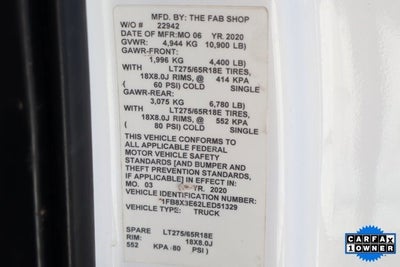 MFD. BY: THE FAB SHOP
W/O # 22942
DATE OF MFR: MO 06 YR. 2020
GVWR: 4,944 KG( 10,900 LB)
GAWR-FRONT:
1,996 KG( 4,400 LB)
WITH LT275/65R18E TIRES,
18X8.0J RIMS, @ 414 KPA
( 60 PSI) COLD SINGLE
GAWR-REAR:
3,075 KG( 6,780 LB)
WITH LT275/65R18E TIRES,
18X8.0J RIMS, @ 552 KPA
( 80 PSI) COLD SINGLE
THIS VEHICLE CONFORMS TO
ALL APPLICABLE FEDERAL
MOTOR VEHICLE SAFETY
STANDARDS [AND BUMPER AND
THEFT PREVENTION STANDARDS,
IF APPLICABLE] IN EFFECT IN:
MO. 03 YR. 2020
VEHICLE IDENTIFICATION NUMBER:
1FB8X3E62LED51329
VEHICLE TYPE: TRUCK
SPARE LT275/65R18E
RIM: 18X8.0J
552 KPA( 80 PSI )
CARFAX
1 OWNER